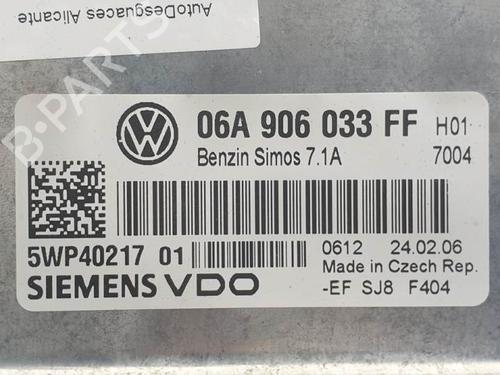 AutoDesguaces Alicante
B-PARTS
06A 906 033 FF H01
Benzin Simos 7.1A 7004
5WP40217 01 0612 24.02.06
Made in Czech Rep.
SIEMENS VDO -EF SJ8 F404